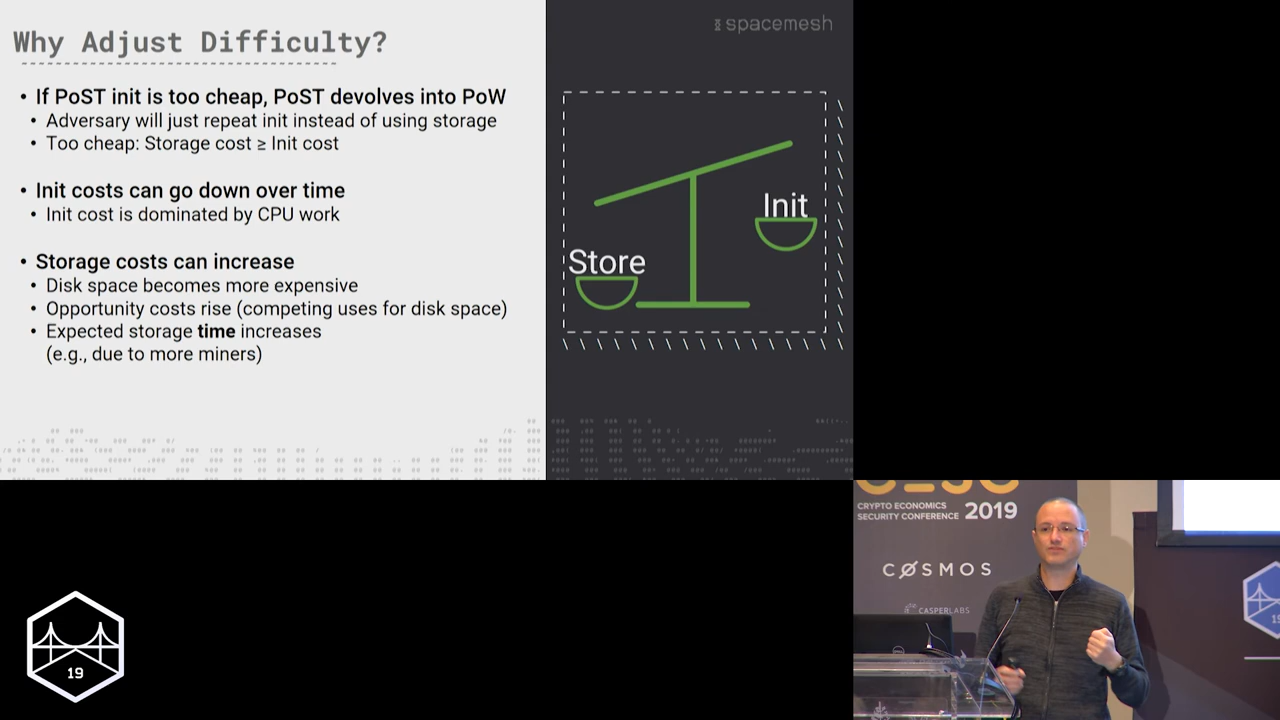 Why Adjust Difficulty?
• If PoST init is too cheap, PoST devolves into PoW
• Adversary will just repeat init instead of using storage
• Too cheap: Storage cost ≥ Init cost
• Init costs can go down over time
• Init cost is dominated by CPU work
• Storage costs can increase
• Disk space becomes more expensive
• Opportunity costs rise (competing uses for disk space)
• Expected storage time increases
(e.g., due to more miners)
spacemesh
Init
Store
19
CRYPTO ECONOMICS
SECURITY CONFERENCE 2019
COSMOS
CASPERLABS